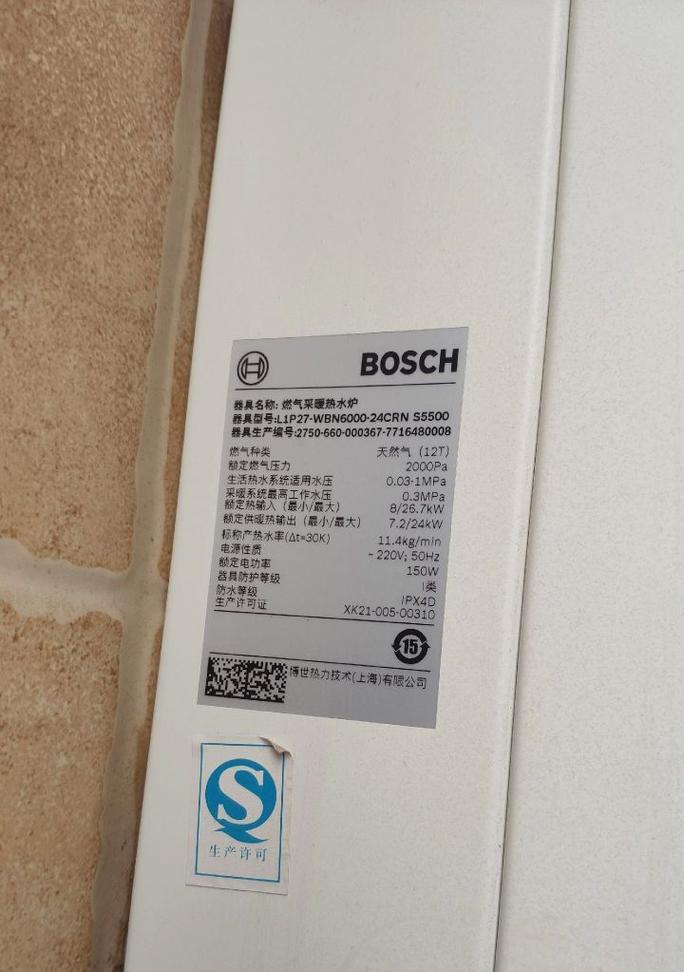 BOSCH
器具名称: 燃气采暖热水炉
器具型号:L1P27-WBN6000-24CRN S5500
器具生产编号:2750-660-000367-7716480008
燃气种类 天然气 (12T)
额定燃气压力 2000Pa
生活热水系统适用水压 0.03-1MPa
采暖系统最高工作水压 0.3MPa
额定热输入 (最小/最大) 8/26.7kW
额定供暖热输出 (最小/最大) 7.2/24kW
标称产热水率(Δt=30K) 11.4kg/min
电源性质 ~220V; 50Hz
额定电功率 150W
器具防护等级 I类
防水等级 IPX4D
生产许可证 XK21-005-00310
15
博世热力技术(上海)有限公司
S
生产许可